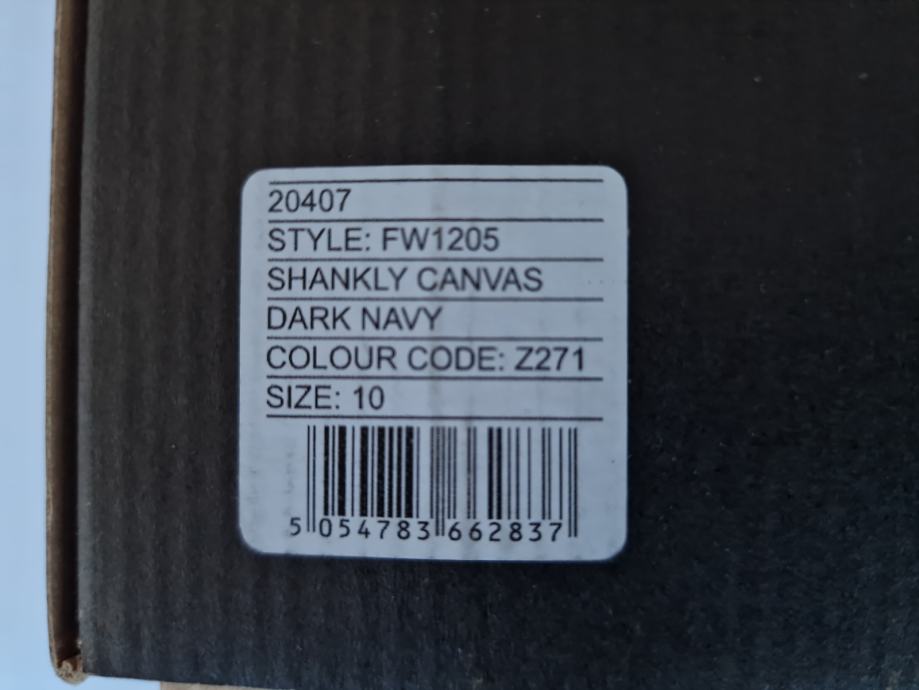 20407
STYLE: FW1205
SHANKLY CANVAS
DARK NAVY
COLOUR CODE: Z271
SIZE: 10
5 054783 662837